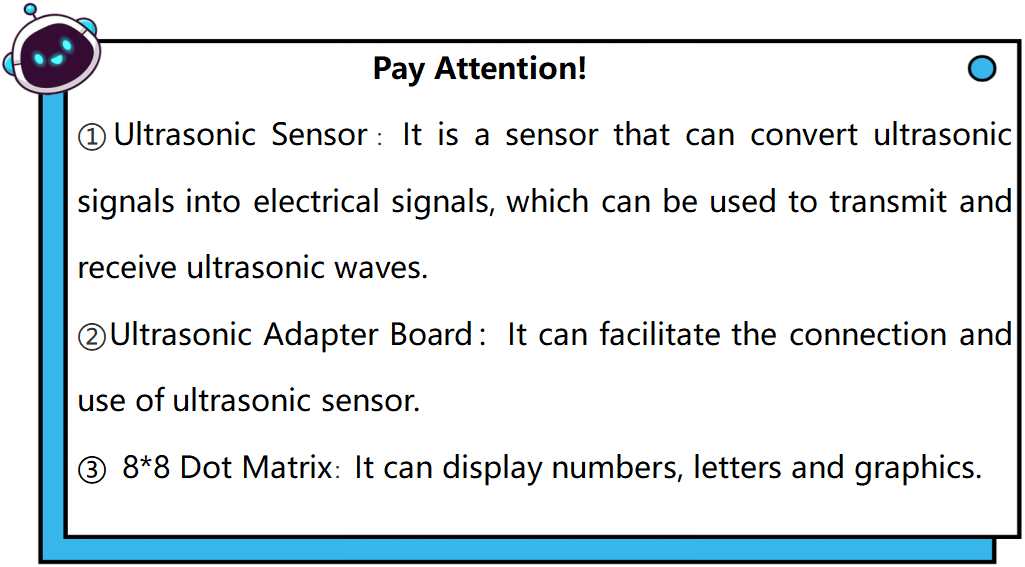 Pay Attention!
① Ultrasonic Sensor：It is a sensor that can convert ultrasonic
signals into electrical signals, which can be used to transmit and
receive ultrasonic waves.
②Ultrasonic Adapter Board：It can facilitate the connection and
use of ultrasonic sensor.
③ 8*8 Dot Matrix：It can display numbers, letters and graphics.